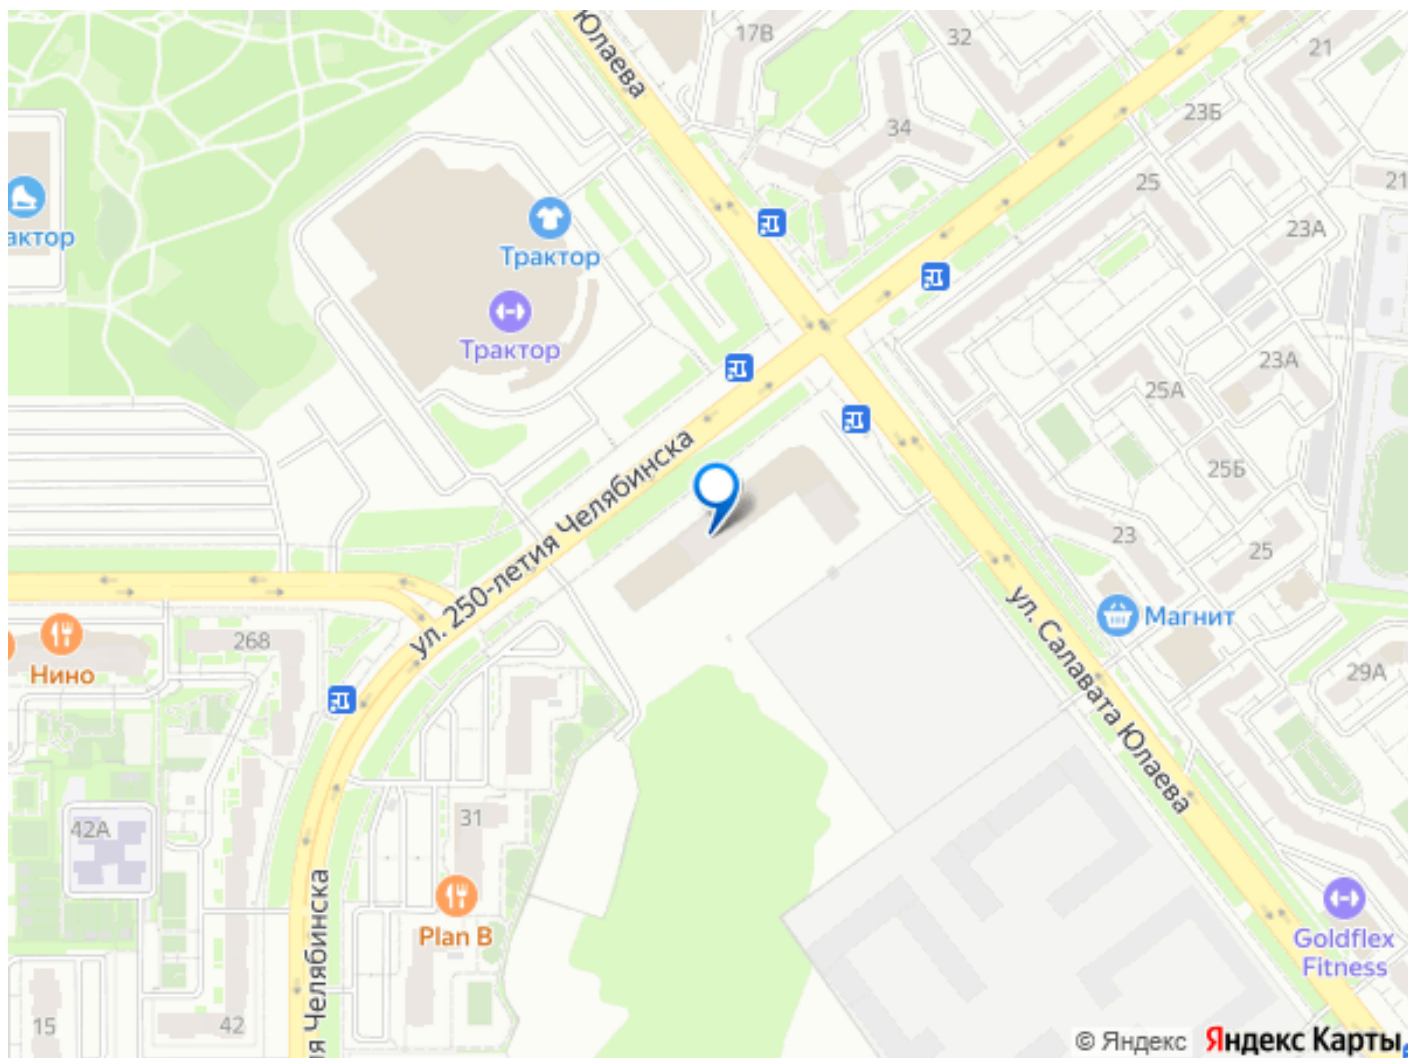 Юлаева
17В
32
21
34
23Б
25
21
23А
актор
Трактор
Трактор
23А
25А
25Б
ул. 250-летия Челябинска
23
25
ул. Салавата Юлаева
Магнит
268
Нино
29А
42А
31
Plan B
Goldflex
Fitness
я Челябинска
15
42
© Яндекс Яндекс Карты